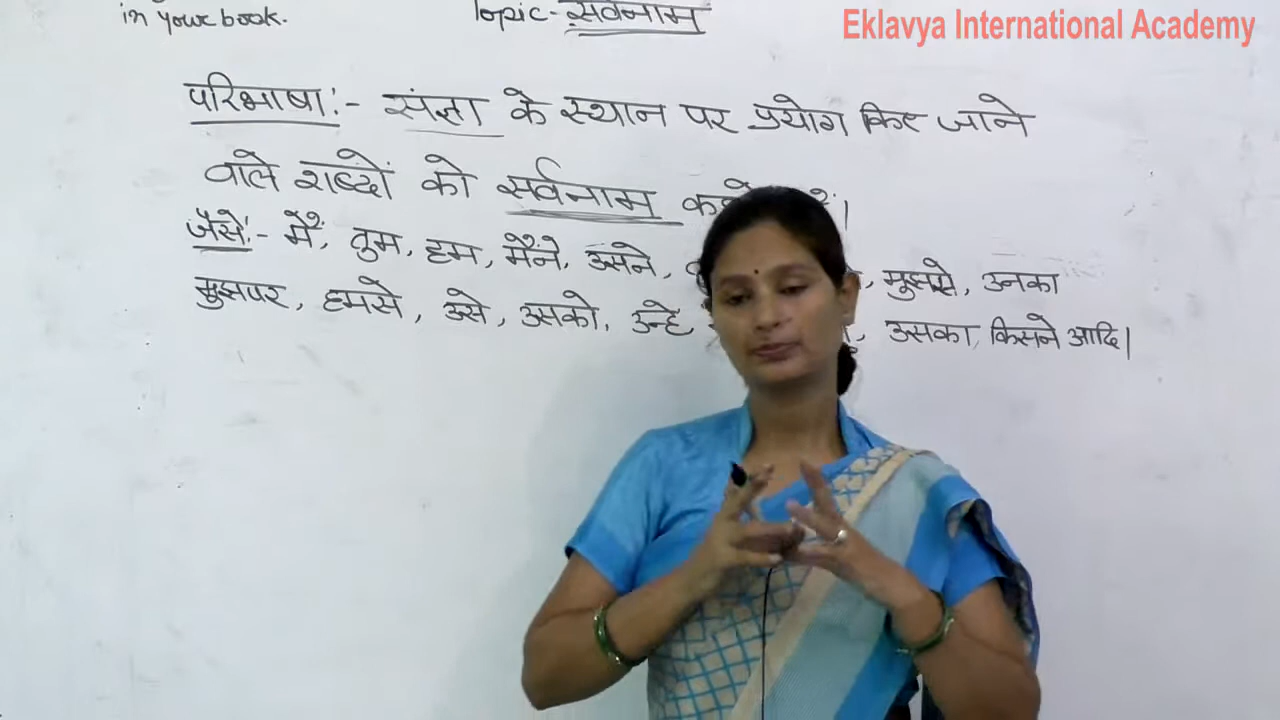 in your book.
Topic- सर्वनाम
Eklavya International Academy
परिभाषा:- संज्ञा के स्थान पर प्रयोग किए जाने
वाले शब्दों को सर्वनाम
जैसे:- मैं, तुम, हम, मैंने, उसने, मुझसे, उनका
मुझपर, हमसे, उसे, उसको, उन्हे उसका, किसने आदि।